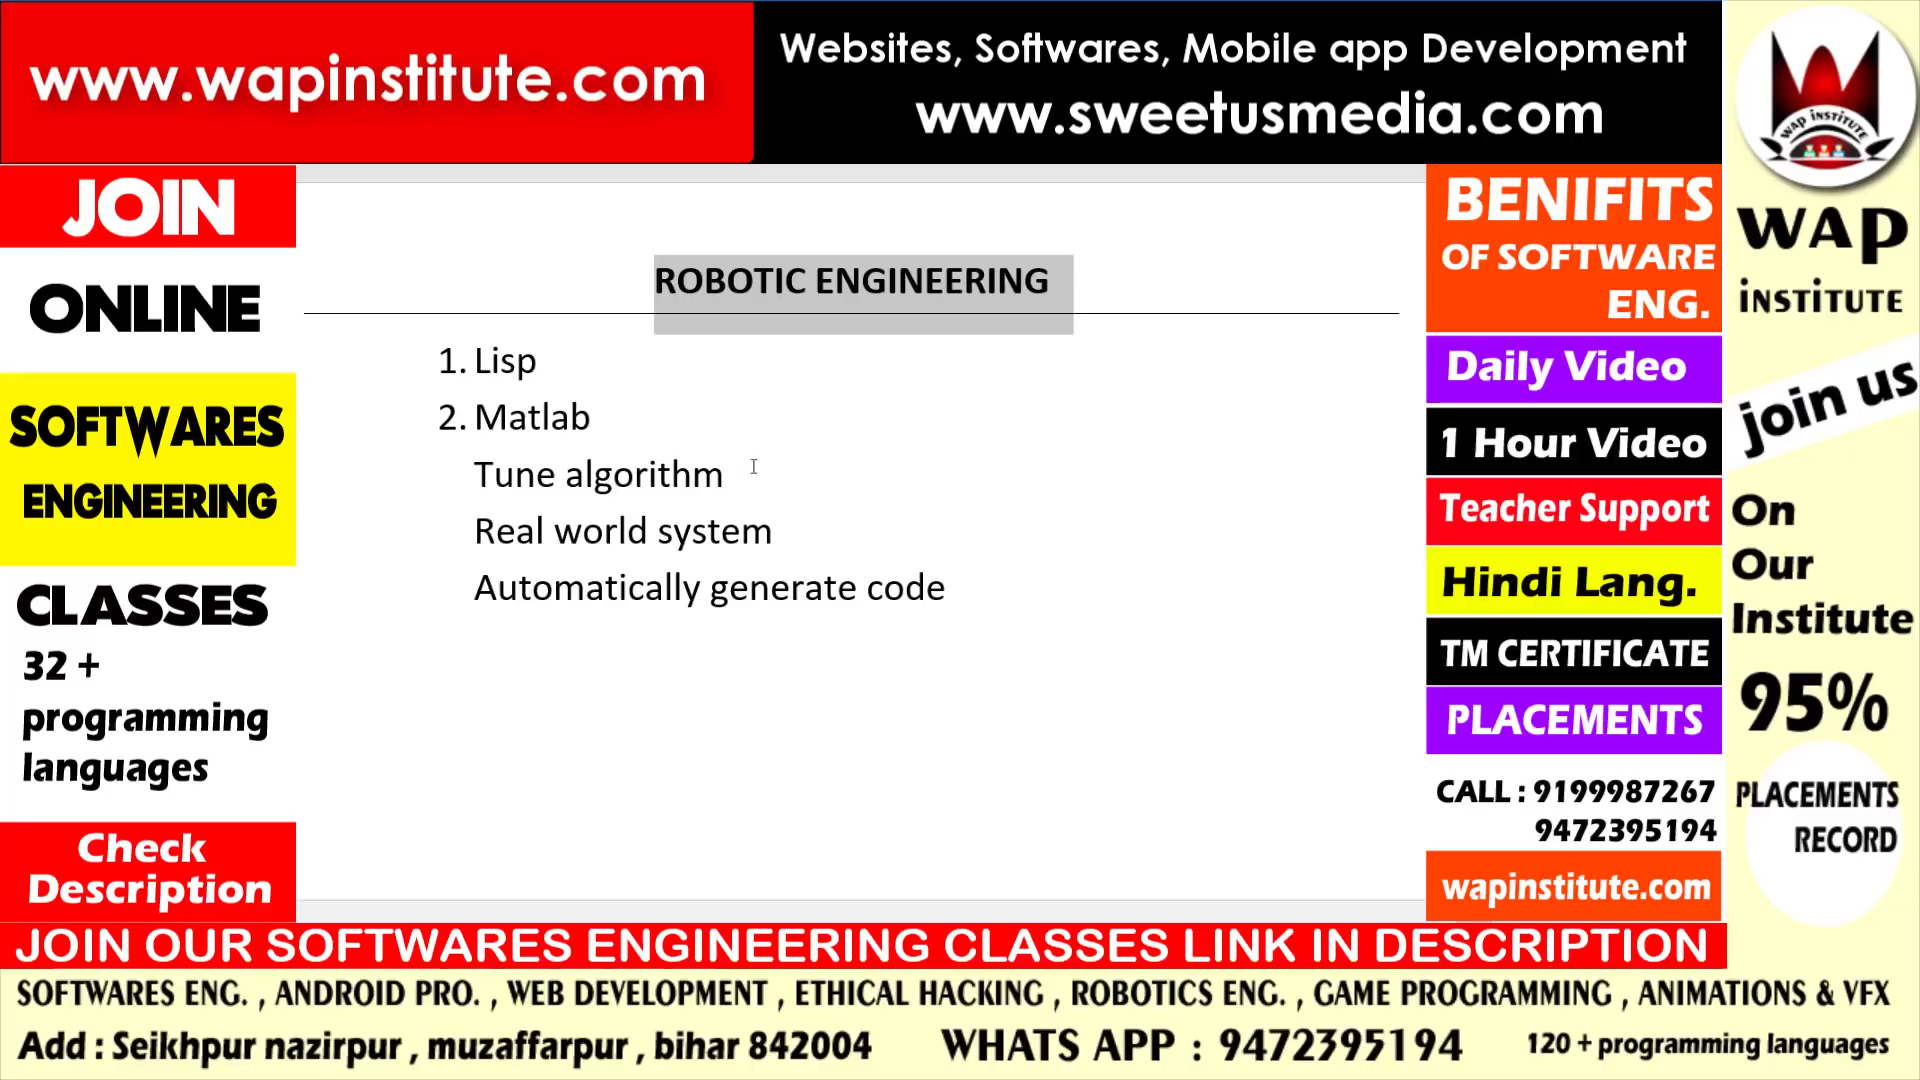 www.wapinstitute.com
Websites, Softwares, Mobile app Development
www.sweetusmedia.com
WAP INSTITUTE
JOIN
ONLINE
SOFTWARES
ENGINEERING
CLASSES
32 +
programming
languages
Check
Description
ROBOTIC ENGINEERING
1. Lisp
2. Matlab
Tune algorithm
Real world system
Automatically generate code
BENIFITS
OF SOFTWARE
ENG.
Daily Video
1 Hour Video
Teacher Support
Hindi Lang.
TM CERTIFICATE
PLACEMENTS
CALL : 9199987267
9472395194
wapinstitute.com
WAP
INSTITUTE
join us
On
Our
Institute
95%
PLACEMENTS
RECORD
JOIN OUR SOFTWARES ENGINEERING CLASSES LINK IN DESCRIPTION
SOFTWARES ENG. , ANDROID PRO. , WEB DEVELOPMENT , ETHICAL HACKING , ROBOTICS ENG. , GAME PROGRAMMING , ANIMATIONS & VFX
Add : Seikhpur nazirpur , muzaffarpur , bihar 842004 WHATS APP : 9472395194 120 + programming languages